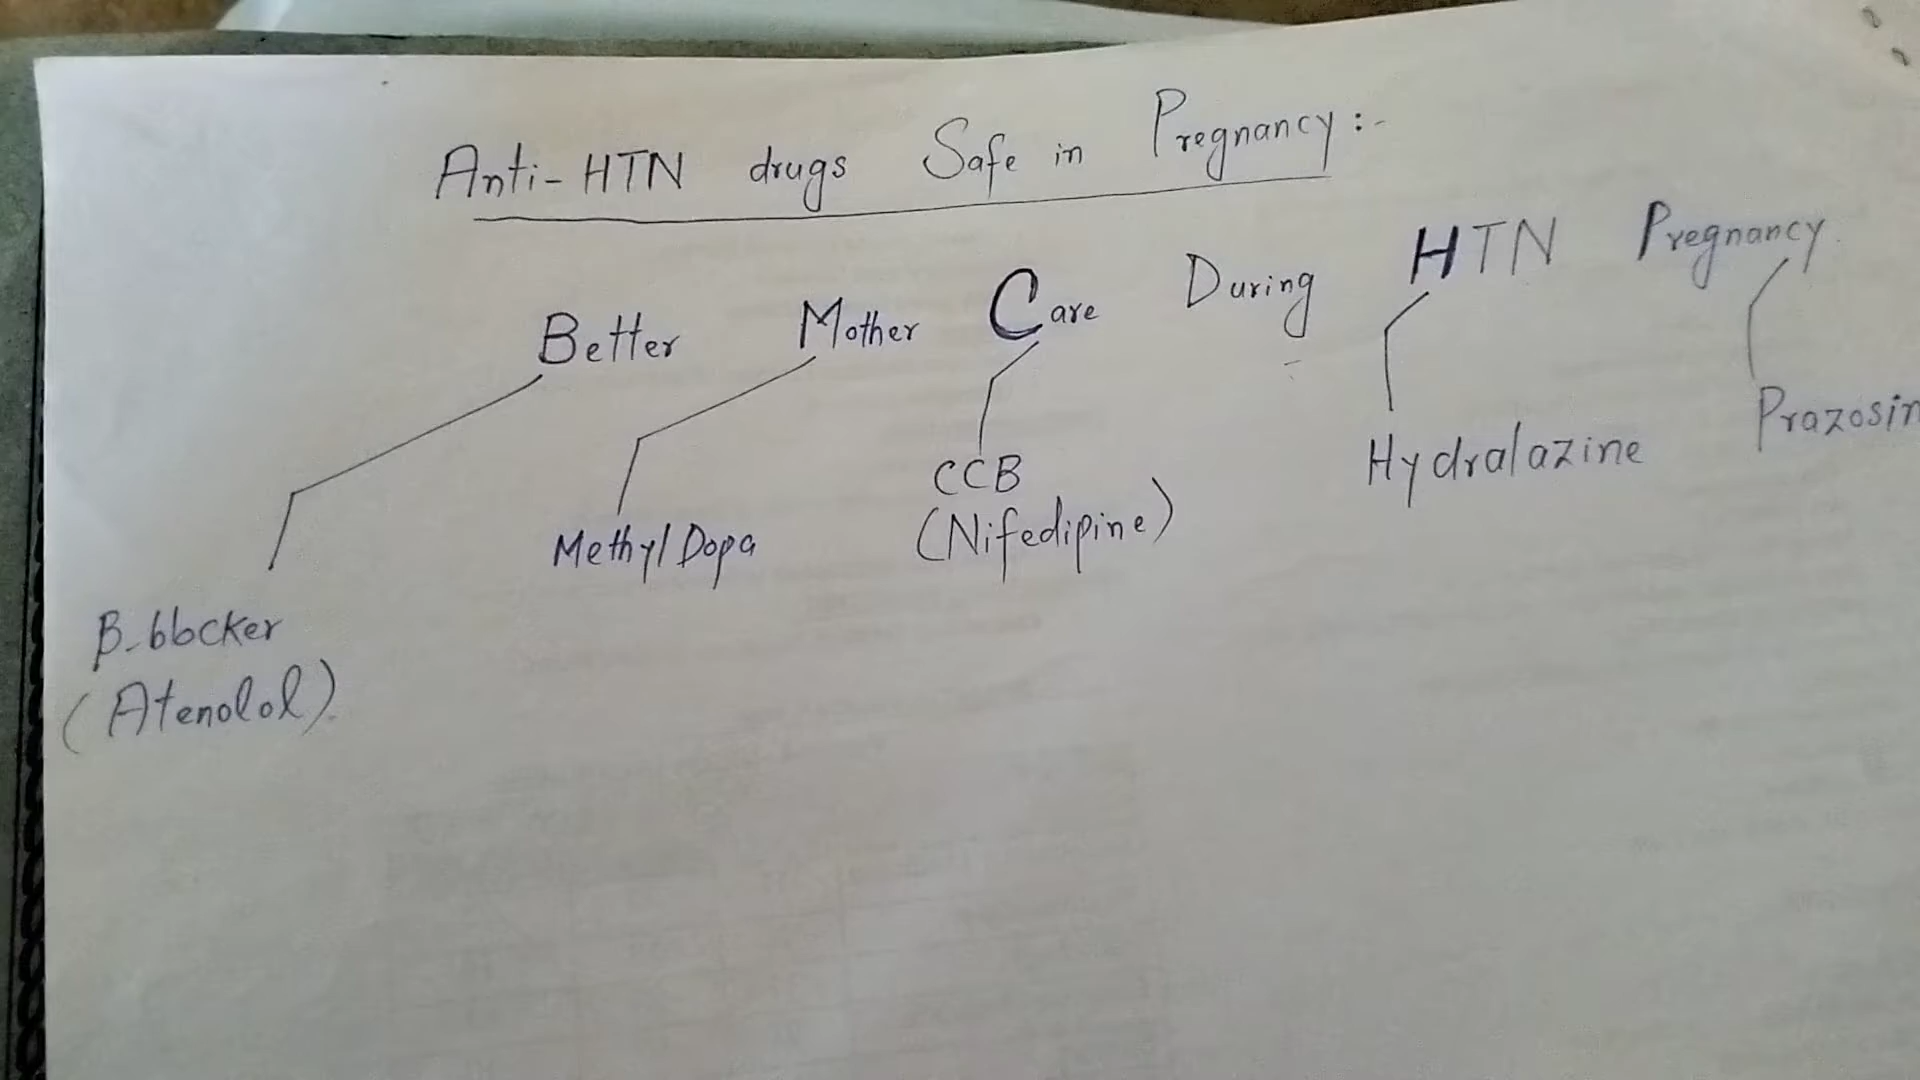 Anti-HTN drugs Safe in Pregnancy:-
Better Mother Care During HTN Pregnancy
Methyl Dopa CCB Hydralazine Prazosin
(Nifedipine)
β-blocker
(Atenolol)